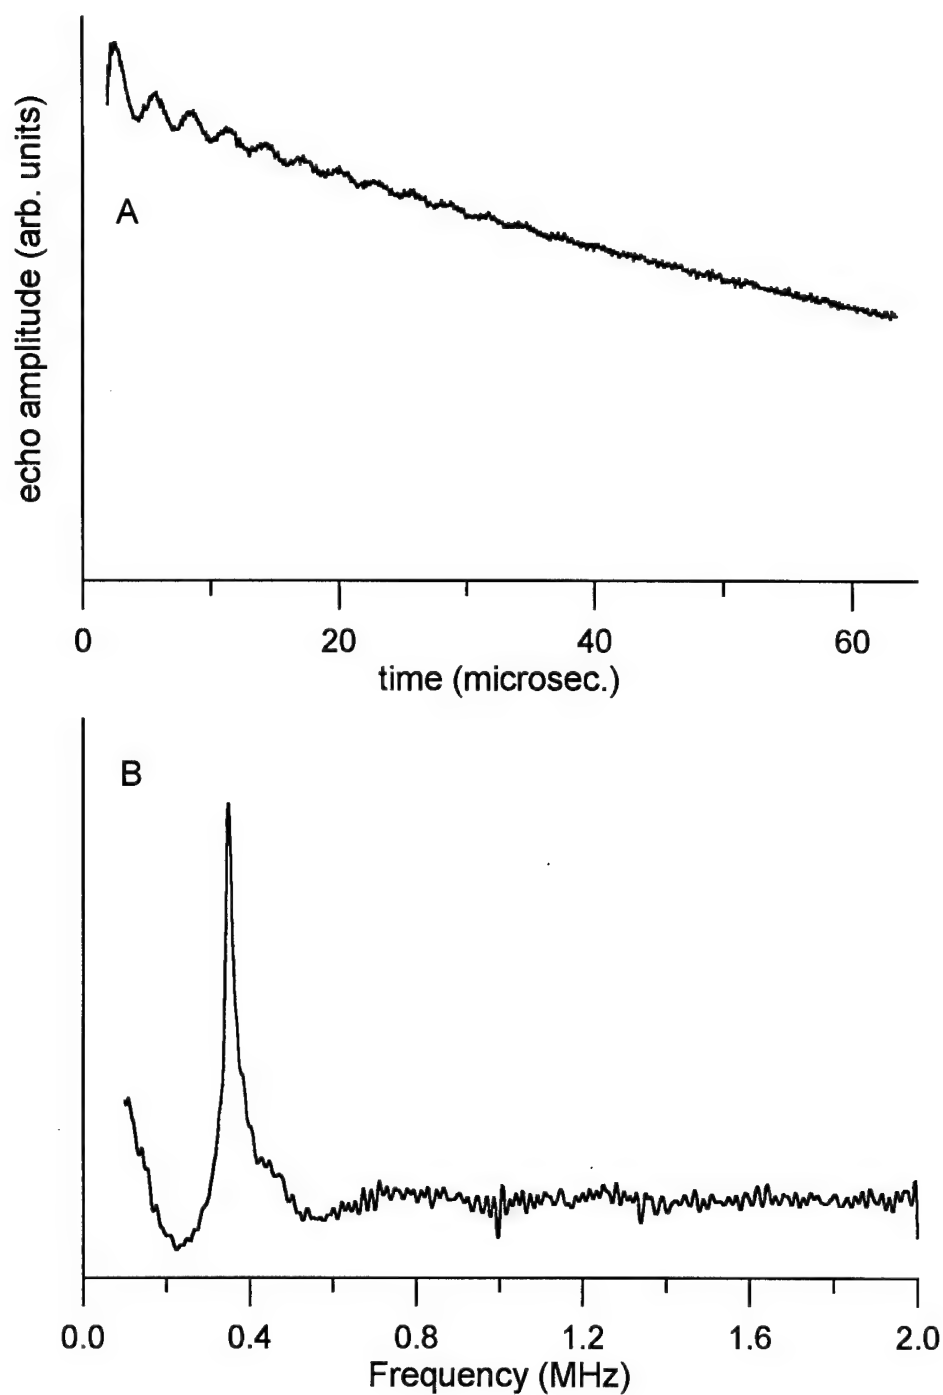 echo amplitude (arb. units)
A
0 20 40 60
time (microsec.)
B
0.0 0.4 0.8 1.2 1.6 2.0
Frequency (MHz)